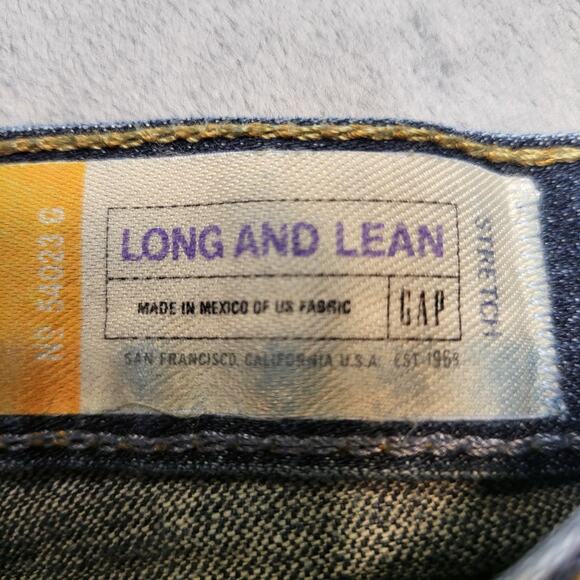 Nº 54023 G
LONG AND LEAN
MADE IN MEXICO OF US FABRIC
GAP
SAN FRANCISCO, CALIFORNIA U.S.A. EST. 1969
STRETCH